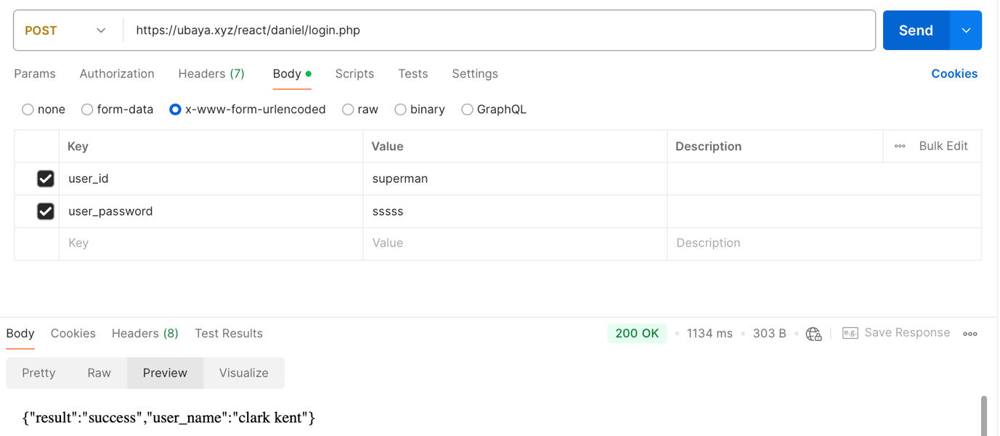 POST https://ubaya.xyz/react/daniel/login.php Send
Params Authorization Headers (7) Body Scripts Tests Settings Cookies
none form-data x-www-form-urlencoded raw binary GraphQL
Key Value Description Bulk Edit
user_id superman
user_password sssss
Key Value Description
Body Cookies Headers (8) Test Results 200 OK 1134 ms 303 B e.g. Save Response
Pretty Raw Preview Visualize
{"result":"success","user_name":"clark kent"}